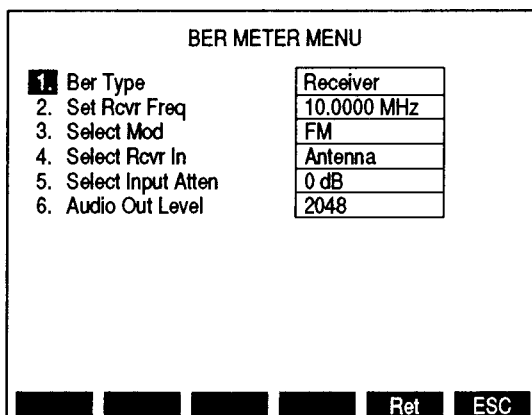 BER METER MENU
1. Ber Type Receiver
2. Set Rcvr Freq 10.0000 MHz
3. Select Mod FM
4. Select Rcvr In Antenna
5. Select Input Atten 0 dB
6. Audio Out Level 2048
Ret ESC